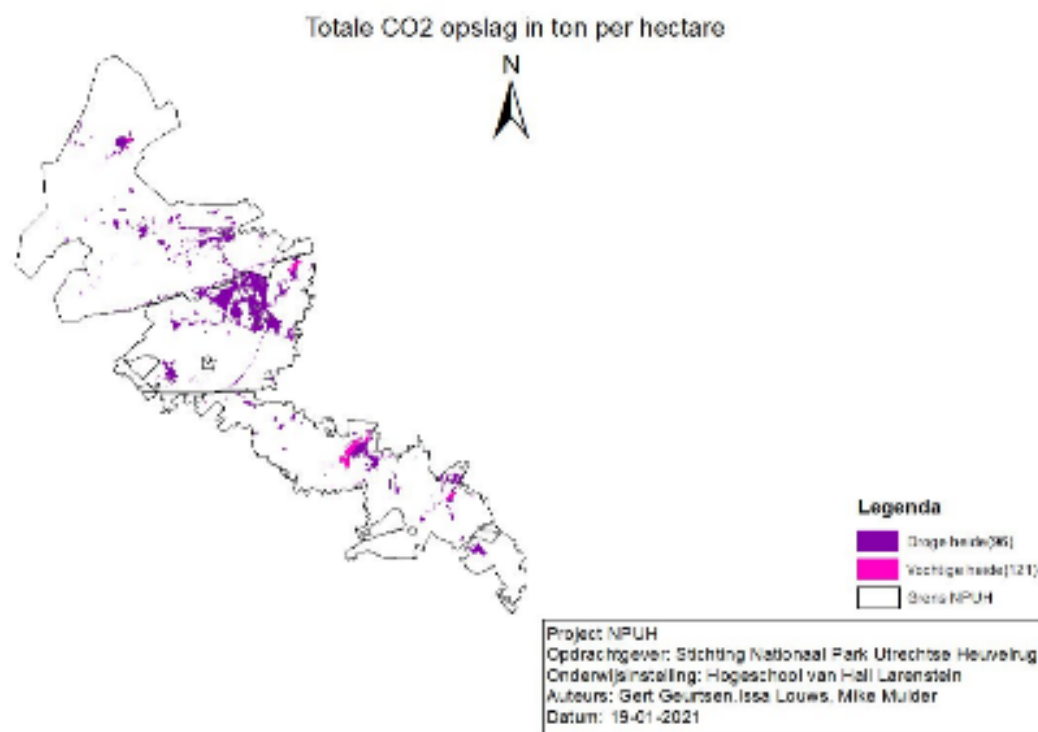 Totale CO2 opslag in ton per hectare
N
Legenda
Droge heide(96)
Vochtige heide(121)
Grens NPUH
Project NPUH
Opdrachtgever: Stichting Nationaal Park Utrechtse Heuvelrug
Onderwijsinstelling: Hogeschool van Hall Larenstein
Auteurs: Gert Geurtsen, Issa Louws, Mike Mulder
Datum: 19-01-2021